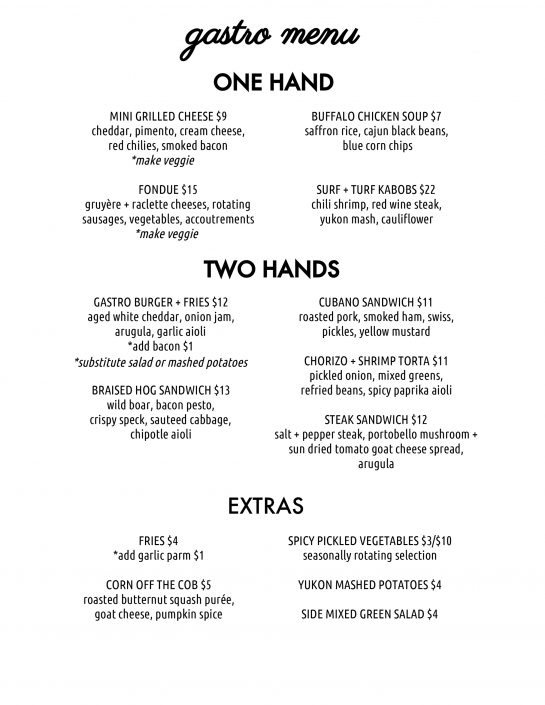 gastro menu
ONE HAND
MINI GRILLED CHEESE $9
cheddar, pimento, cream cheese,
red chilies, smoked bacon
*make veggie
FONDUE $15
gruyère + raclette cheeses, rotating
sausages, vegetables, accoutrements
*make veggie
BUFFALO CHICKEN SOUP $7
saffron rice, cajun black beans,
blue corn chips
SURF + TURF KABOBS $22
chili shrimp, red wine steak,
yukon mash, cauliflower
TWO HANDS
GASTRO BURGER + FRIES $12
aged white cheddar, onion jam,
arugula, garlic aioli
*add bacon $1
*substitute salad or mashed potatoes
BRAISED HOG SANDWICH $13
wild boar, bacon pesto,
crispy speck, sauteed cabbage,
chipotle aioli
CUBANO SANDWICH $11
roasted pork, smoked ham, swiss,
pickles, yellow mustard
CHORIZO + SHRIMP TORTA $11
pickled onion, mixed greens,
refried beans, spicy paprika aioli
STEAK SANDWICH $12
salt + pepper steak, portobello mushroom +
sun dried tomato goat cheese spread,
arugula
EXTRAS
FRIES $4
*add garlic parm $1
CORN OFF THE COB $5
roasted butternut squash purée,
goat cheese, pumpkin spice
SPICY PICKLED VEGETABLES $3/$10
seasonally rotating selection
YUKON MASHED POTATOES $4
SIDE MIXED GREEN SALAD $4